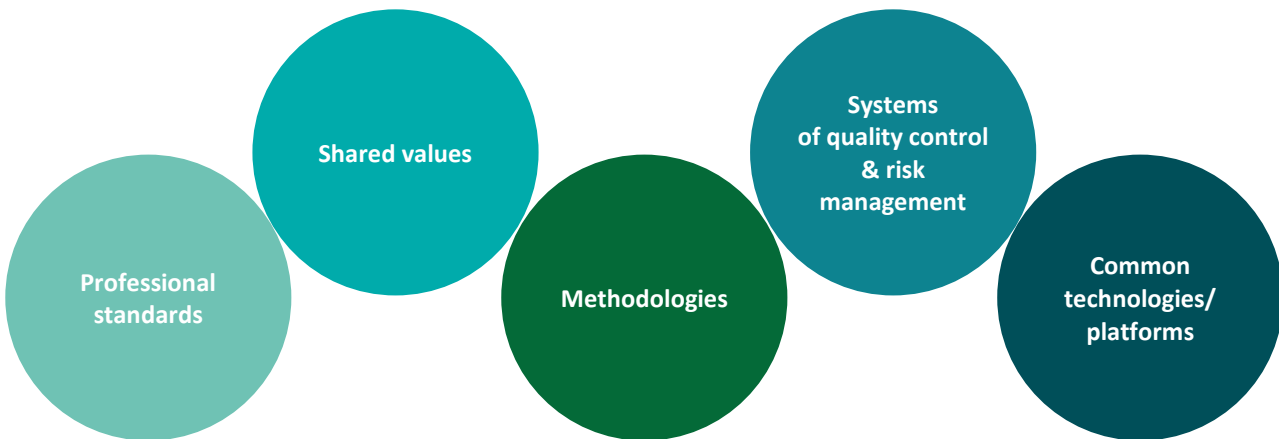 Professional
standards
Shared values
Methodologies
Systems
of quality control
& risk
management
Common
technologies/
platforms